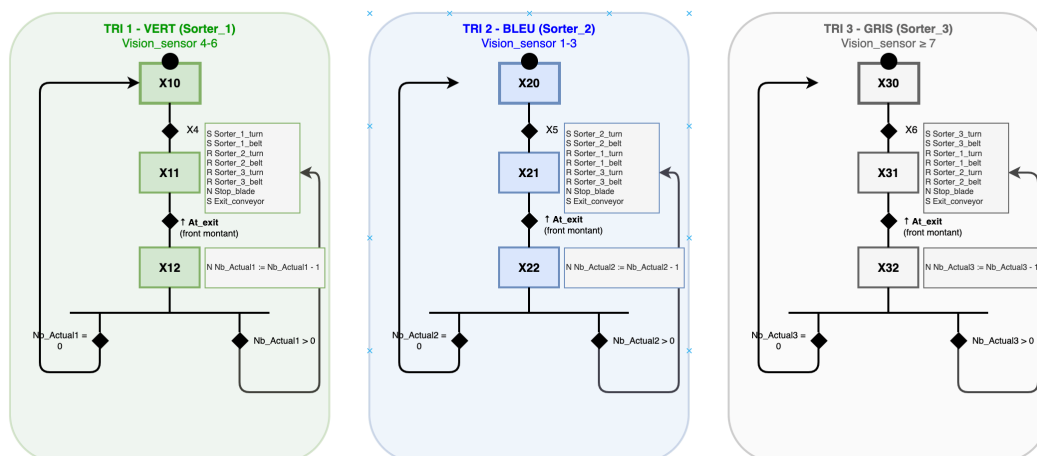 TRI 1 - VERT (Sorter_1)
Vision_sensor 4-6
X10
X4
S Sorter_1_turn
S Sorter_1_belt
R Sorter_2_turn
R Sorter_2_belt
R Sorter_3_turn
R Sorter_3_belt
N Stop_blade
S Exit_conveyor
X11
↑ At_exit
(front montant)
X12
N Nb_Actual1 := Nb_Actual1 - 1
Nb_Actual1 =
0
Nb_Actual1 > 0
TRI 2 - BLEU (Sorter_2)
Vision_sensor 1-3
X20
X5
S Sorter_2_turn
S Sorter_2_belt
R Sorter_1_turn
R Sorter_1_belt
R Sorter_3_turn
R Sorter_3_belt
N Stop_blade
S Exit_conveyor
X21
↑ At_exit
(front montant)
X22
N Nb_Actual2 := Nb_Actual2 - 1
Nb_Actual2 =
0
Nb_Actual2 > 0
TRI 3 - GRIS (Sorter_3)
Vision_sensor ≥ 7
X30
X6
S Sorter_3_turn
S Sorter_3_belt
R Sorter_1_turn
R Sorter_1_belt
R Sorter_2_turn
R Sorter_2_belt
N Stop_blade
S Exit_conveyor
X31
↑ At_exit
(front montant)
X32
N Nb_Actual3 := Nb_Actual3 - 1
Nb_Actual3 =
0
Nb_Actual3 > 0